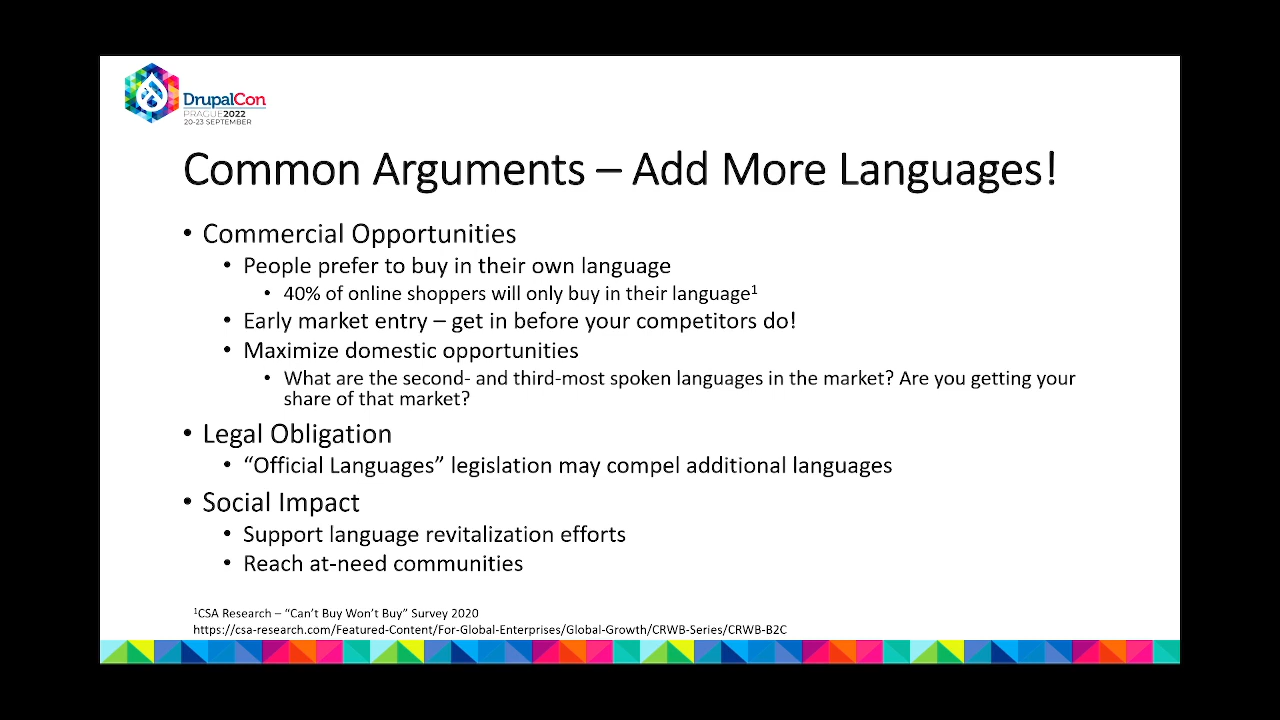 DrupalCon
PRAGUE2022
20-23 SEPTEMBER
Common Arguments – Add More Languages!
• Commercial Opportunities
• People prefer to buy in their own language
• 40% of online shoppers will only buy in their language¹
• Early market entry – get in before your competitors do!
• Maximize domestic opportunities
• What are the second- and third-most spoken languages in the market? Are you getting your
share of that market?
• Legal Obligation
• “Official Languages” legislation may compel additional languages
• Social Impact
• Support language revitalization efforts
• Reach at-need communities
¹CSA Research – “Can’t Buy Won’t Buy” Survey 2020
https://csa-research.com/Featured-Content/For-Global-Enterprises/Global-Growth/CRWB-Series/CRWB-B2C